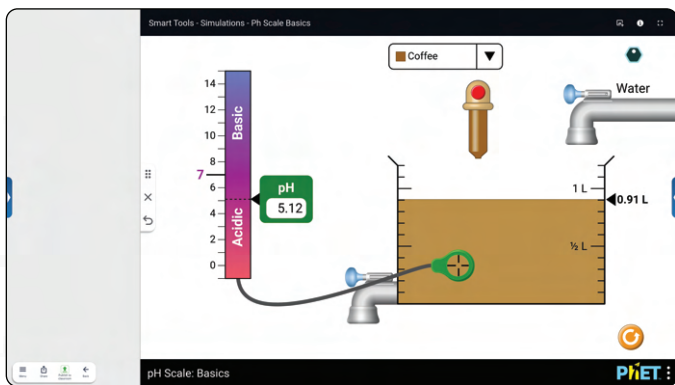 Smart Tools - Simulations - Ph Scale Basics
Coffee
Water
14
12
10
8
7
6
4
2
0
Basic
Acidic
pH
5.12
1 L
0.91 L
½ L
pH Scale: Basics
PhET